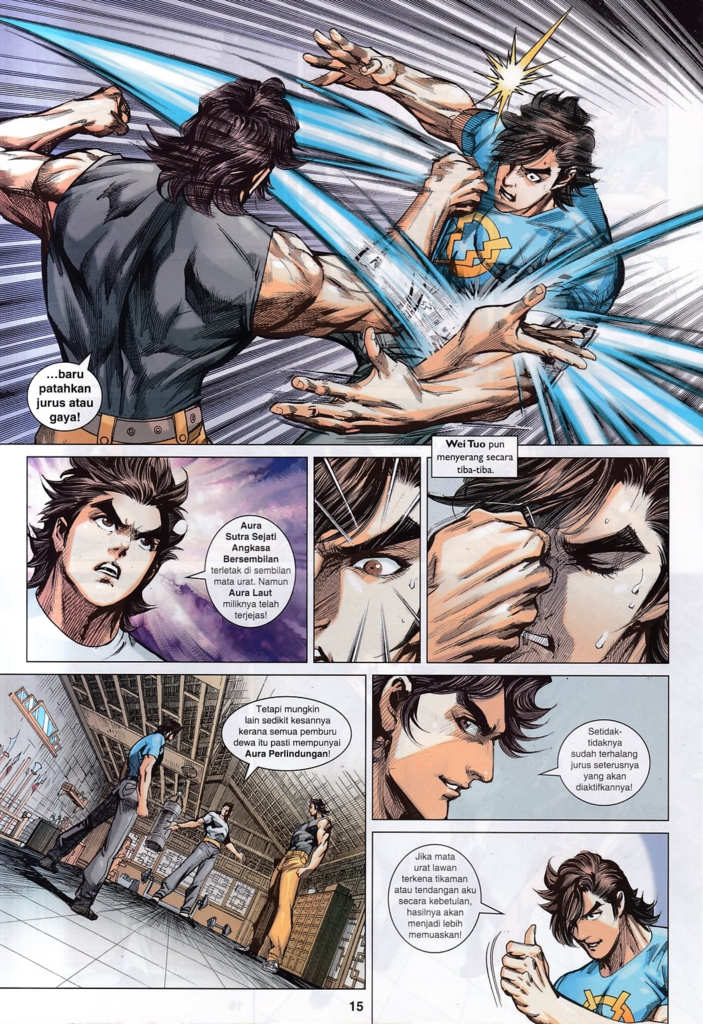 ...baru
patahkan
jurus atau
gaya!
Wei Tuo pun
menyerang secara
tiba-tiba.
Aura
Sutra Sejati
Angkasa
Bersembilan
terletak di sembilan
mata urat. Namun
Aura Laut
miliknya telah
terjejas!
Tetapi mungkin
lain sedikit kesannya
kerana semua pemburu
dewa itu pasti mempunyai
Aura Perlindungan!
Setidak-
tidaknya
sudah terhalang
jurus seterusnya
yang akan
diaktifkannya!
Jika mata
urat lawan
terkena tikaman
atau tendangan aku
secara kebetulan,
hasilnya akan
menjadi lebih
memuaskan!
15